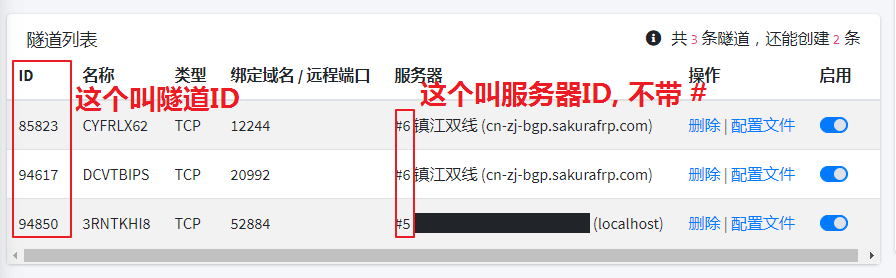 隧道列表 共 3 条隧道，还能创建 2 条
ID 名称 类型 绑定域名 / 远程端口 服务器 操作 启用
这个叫隧道ID 这个叫服务器ID, 不带 #
85823 CYFRLX62 TCP 12244 #6 镇江双线 (cn-zj-bgp.sakurafrp.com) 删除 | 配置文件
94617 DCVTBIPS TCP 20992 #6 镇江双线 (cn-zj-bgp.sakurafrp.com) 删除 | 配置文件
94850 3RNTKHI8 TCP 52884 #5 (localhost) 删除 | 配置文件